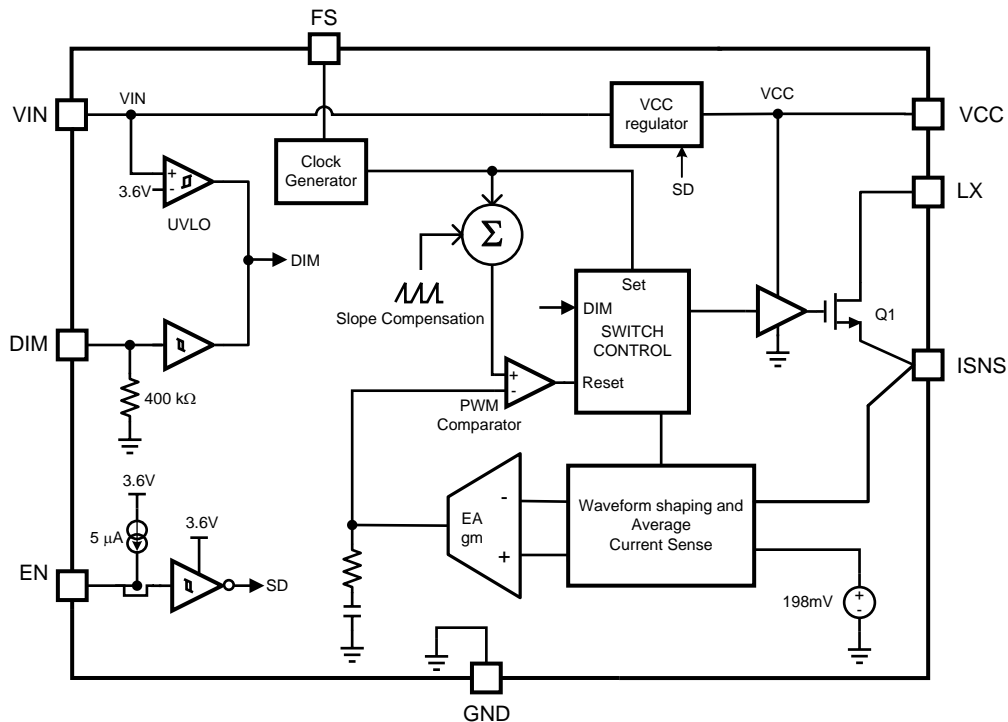 FS
VIN
VIN
VCC
regulator
VCC
VCC
Clock
Generator
SD
LX
3.6V
+
-
UVLO
Σ
DIM
Slope Compensation
Set
DIM
SWITCH
CONTROL
Reset
Q1
DIM
400 kΩ
+
-
PWM
Comparator
ISNS
3.6V
5 µA
3.6V
EN
SD
EA
gm
-
+
Waveform shaping and
Average
Current Sense
198mV
+
-
GND